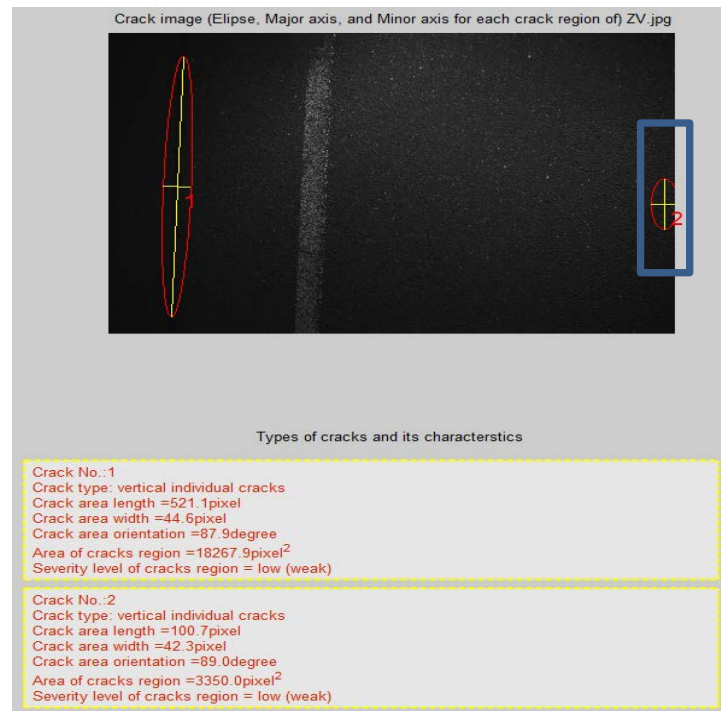 Crack image (Elipse, Major axis, and Minor axis for each crack region of) ZV.jpg
1
2
Types of cracks and its characterstics
Crack No.:1
Crack type: vertical individual cracks
Crack area length =521.1pixel
Crack area width =44.6pixel
Crack area orientation =87.9degree
Area of cracks region =18267.9pixel²
Severity level of cracks region = low (weak)
Crack No.:2
Crack type: vertical individual cracks
Crack area length =100.7pixel
Crack area width =42.3pixel
Crack area orientation =89.0degree
Area of cracks region =3350.0pixel²
Severity level of cracks region = low (weak)